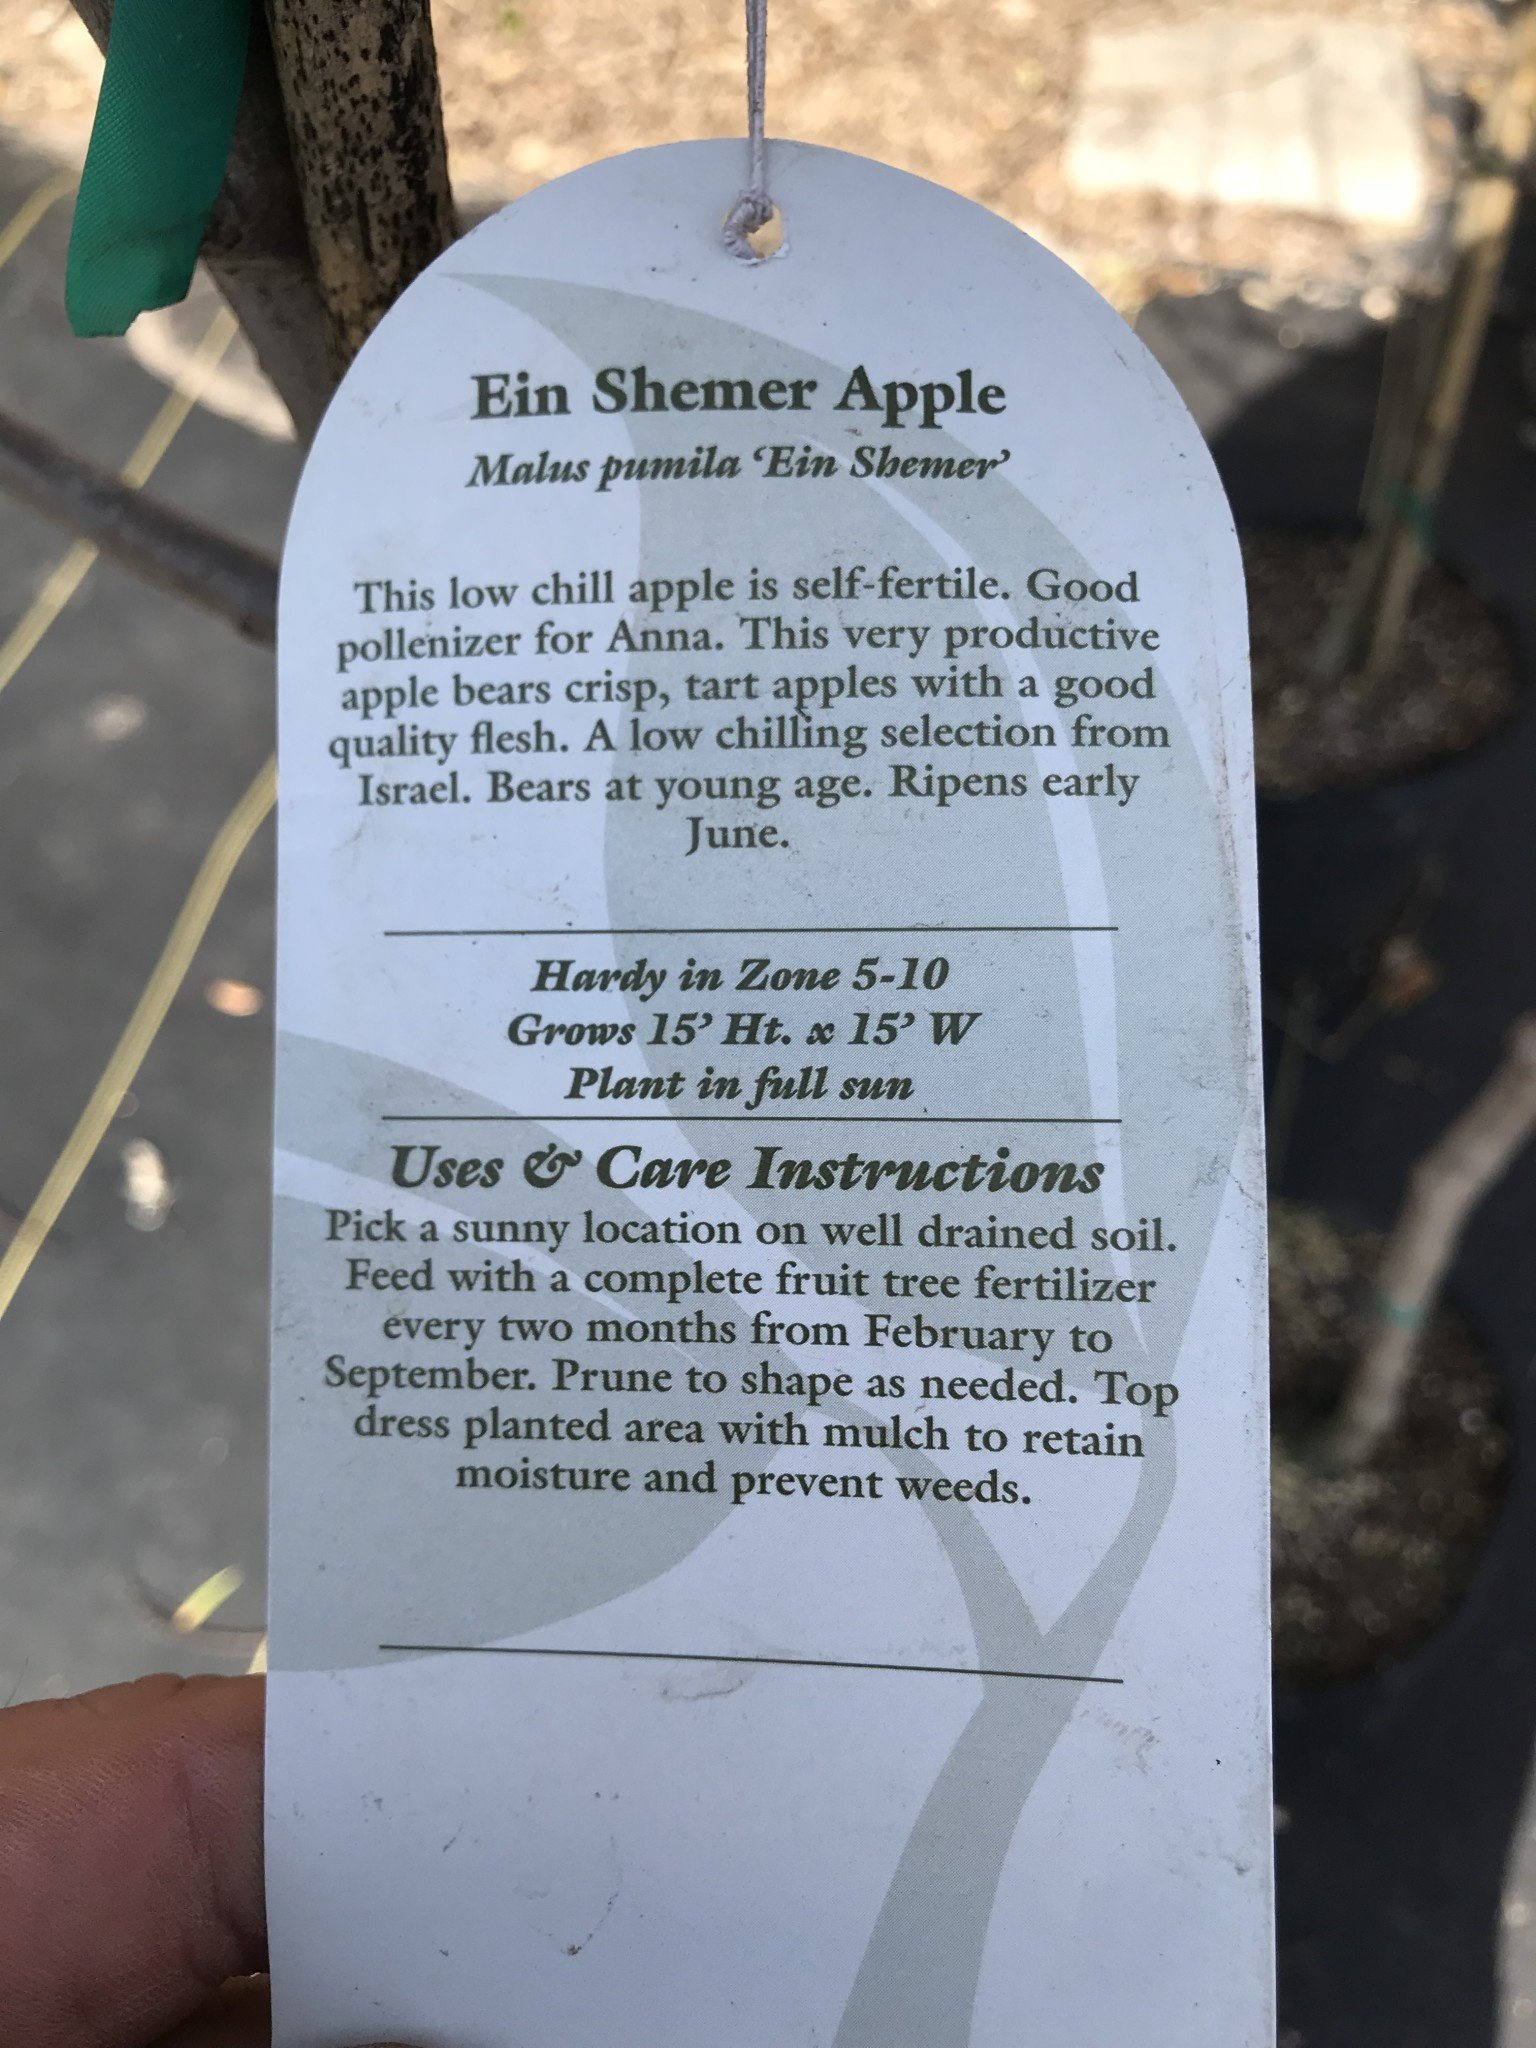 Ein Shemer Apple
Malus pumila ‘Ein Shemer’
This low chill apple is self-fertile. Good
pollenizer for Anna. This very productive
apple bears crisp, tart apples with a good
quality flesh. A low chilling selection from
Israel. Bears at young age. Ripens early
June.
Hardy in Zone 5-10
Grows 15’ Ht. x 15’ W
Plant in full sun
Uses & Care Instructions
Pick a sunny location on well drained soil.
Feed with a complete fruit tree fertilizer
every two months from February to
September. Prune to shape as needed. Top
dress planted area with mulch to retain
moisture and prevent weeds.